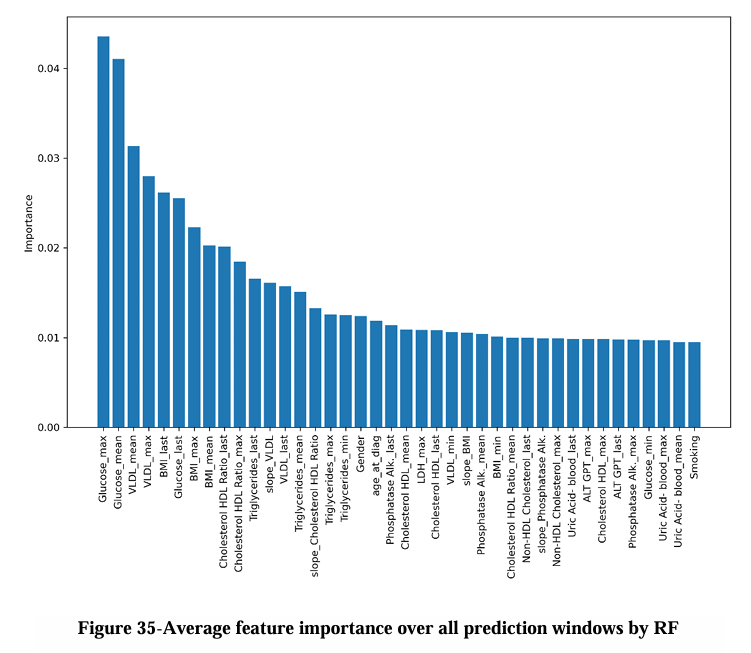 0.04
0.03
0.02
0.01
0.00
Importance
Glucose_max
Glucose_mean
VLDL_mean
VLDL_max
BMI_last
Glucose_last
BMI_max
BMI_mean
Cholesterol HDL Ratio_last
Cholesterol HDL Ratio_max
Triglycerides_last
slope_VLDL
VLDL_last
Triglycerides_mean
slope_Cholesterol HDL Ratio
Triglycerides_max
Triglycerides_min
Gender
age_at_diag
Phosphatase Alk._last
Cholesterol HDL_mean
LDH_max
Cholesterol HDL_last
VLDL_min
slope_BMI
Phosphatase Alk._mean
BMI_min
Cholesterol HDL Ratio_mean
Non-HDL Cholesterol_last
slope_Phosphatase Alk.
Non-HDL Cholesterol_max
Uric Acid- blood_last
ALT GPT_max
Cholesterol HDL_max
ALT GPT_last
Phosphatase Alk._max
Glucose_min
Uric Acid- blood_max
Uric Acid- blood_mean
Smoking
Figure 35-Average feature importance over all prediction windows by RF